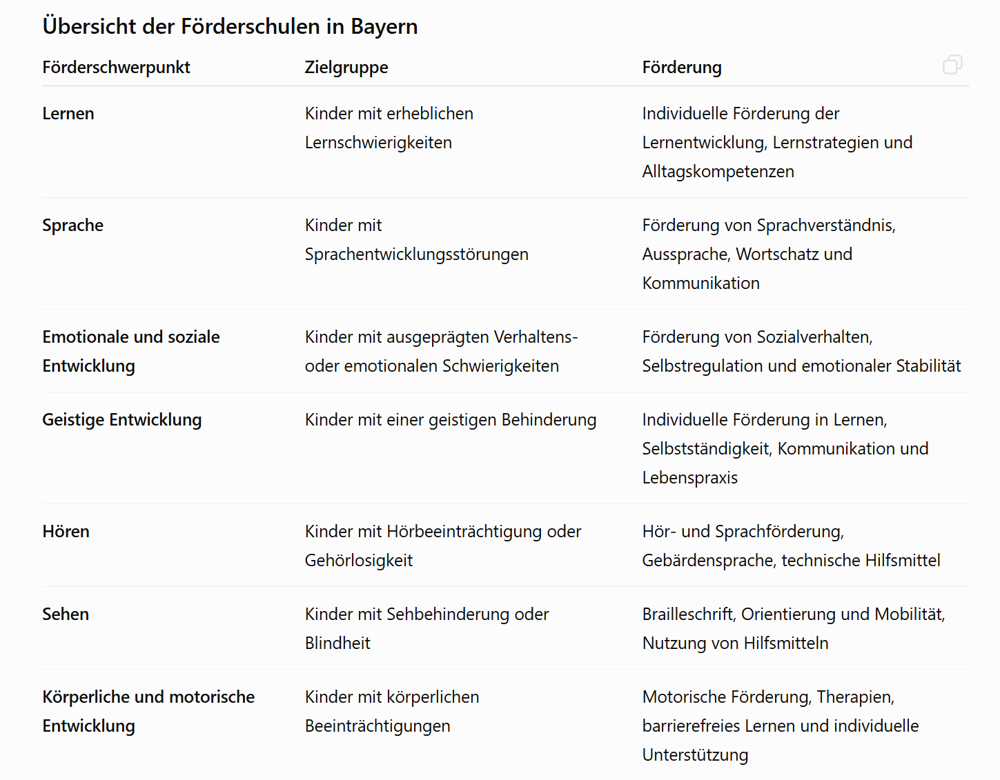 Übersicht der Förderschulen in Bayern
Förderschwerpunkt Zielgruppe Förderung
Lernen Kinder mit erheblichen Individuelle Förderung der
Lernschwierigkeiten Lernentwicklung, Lernstrategien und
Alltagskompetenzen
Sprache Kinder mit Förderung von Sprachverständnis,
Sprachentwicklungsstörungen Aussprache, Wortschatz und
Kommunikation
Emotionale und soziale Kinder mit ausgeprägten Verhaltens- Förderung von Sozialverhalten,
Entwicklung oder emotionalen Schwierigkeiten Selbstregulation und emotionaler Stabilität
Geistige Entwicklung Kinder mit einer geistigen Behinderung Individuelle Förderung in Lernen,
Selbstständigkeit, Kommunikation und
Lebenspraxis
Hören Kinder mit Hörbeeinträchtigung oder Hör- und Sprachförderung,
Gehörlosigkeit Gebärdensprache, technische Hilfsmittel
Sehen Kinder mit Sehbehinderung oder Brailleschrift, Orientierung und Mobilität,
Blindheit Nutzung von Hilfsmitteln
Körperliche und motorische Kinder mit körperlichen Motorische Förderung, Therapien,
Entwicklung Beeinträchtigungen barrierefreies Lernen und individuelle
Unterstützung